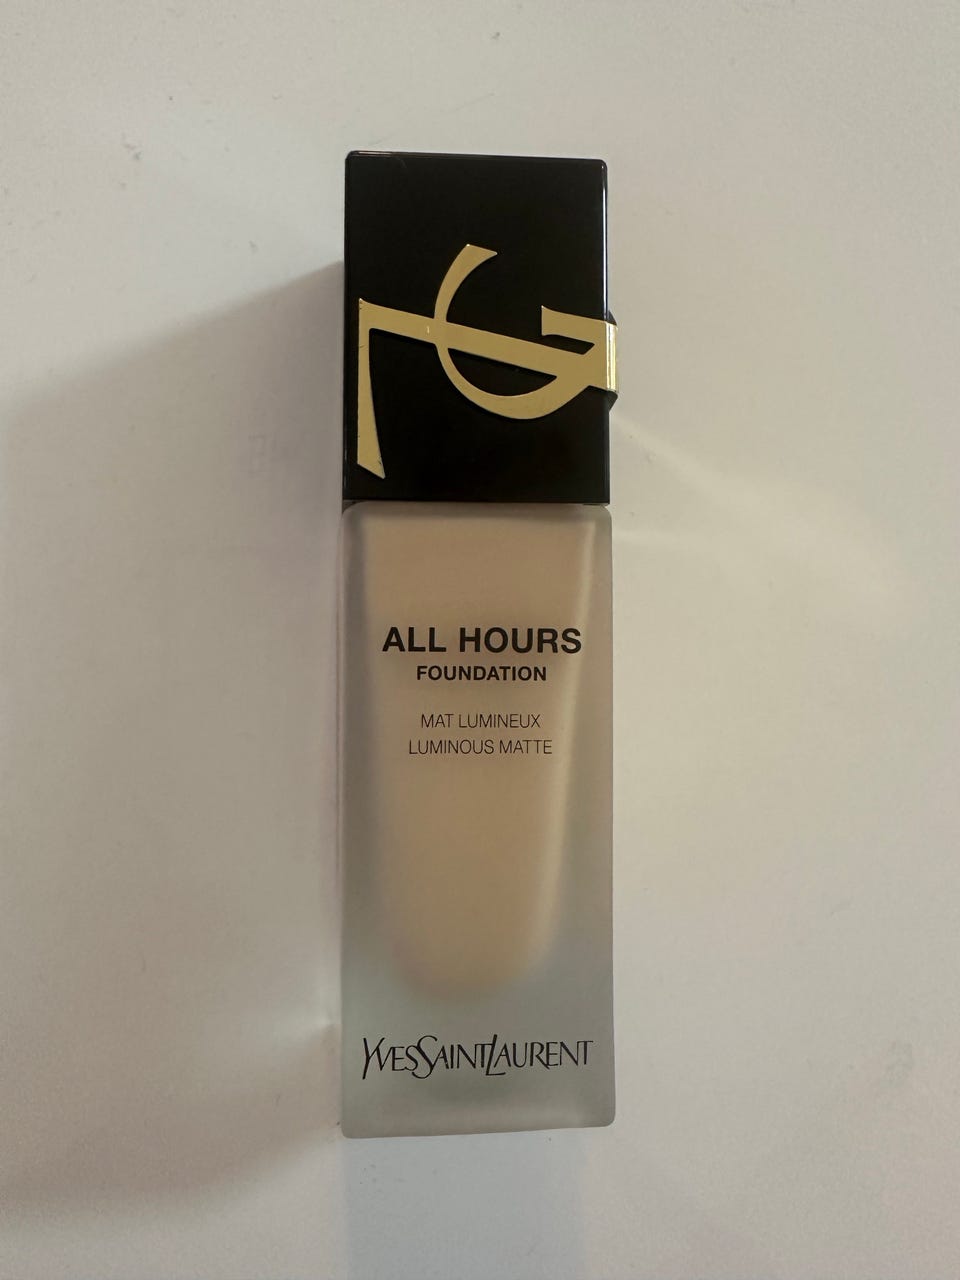 ALL HOURS
FOUNDATION
MAT LUMINEUX
LUMINOUS MATTE
YVESSAINTLAURENT